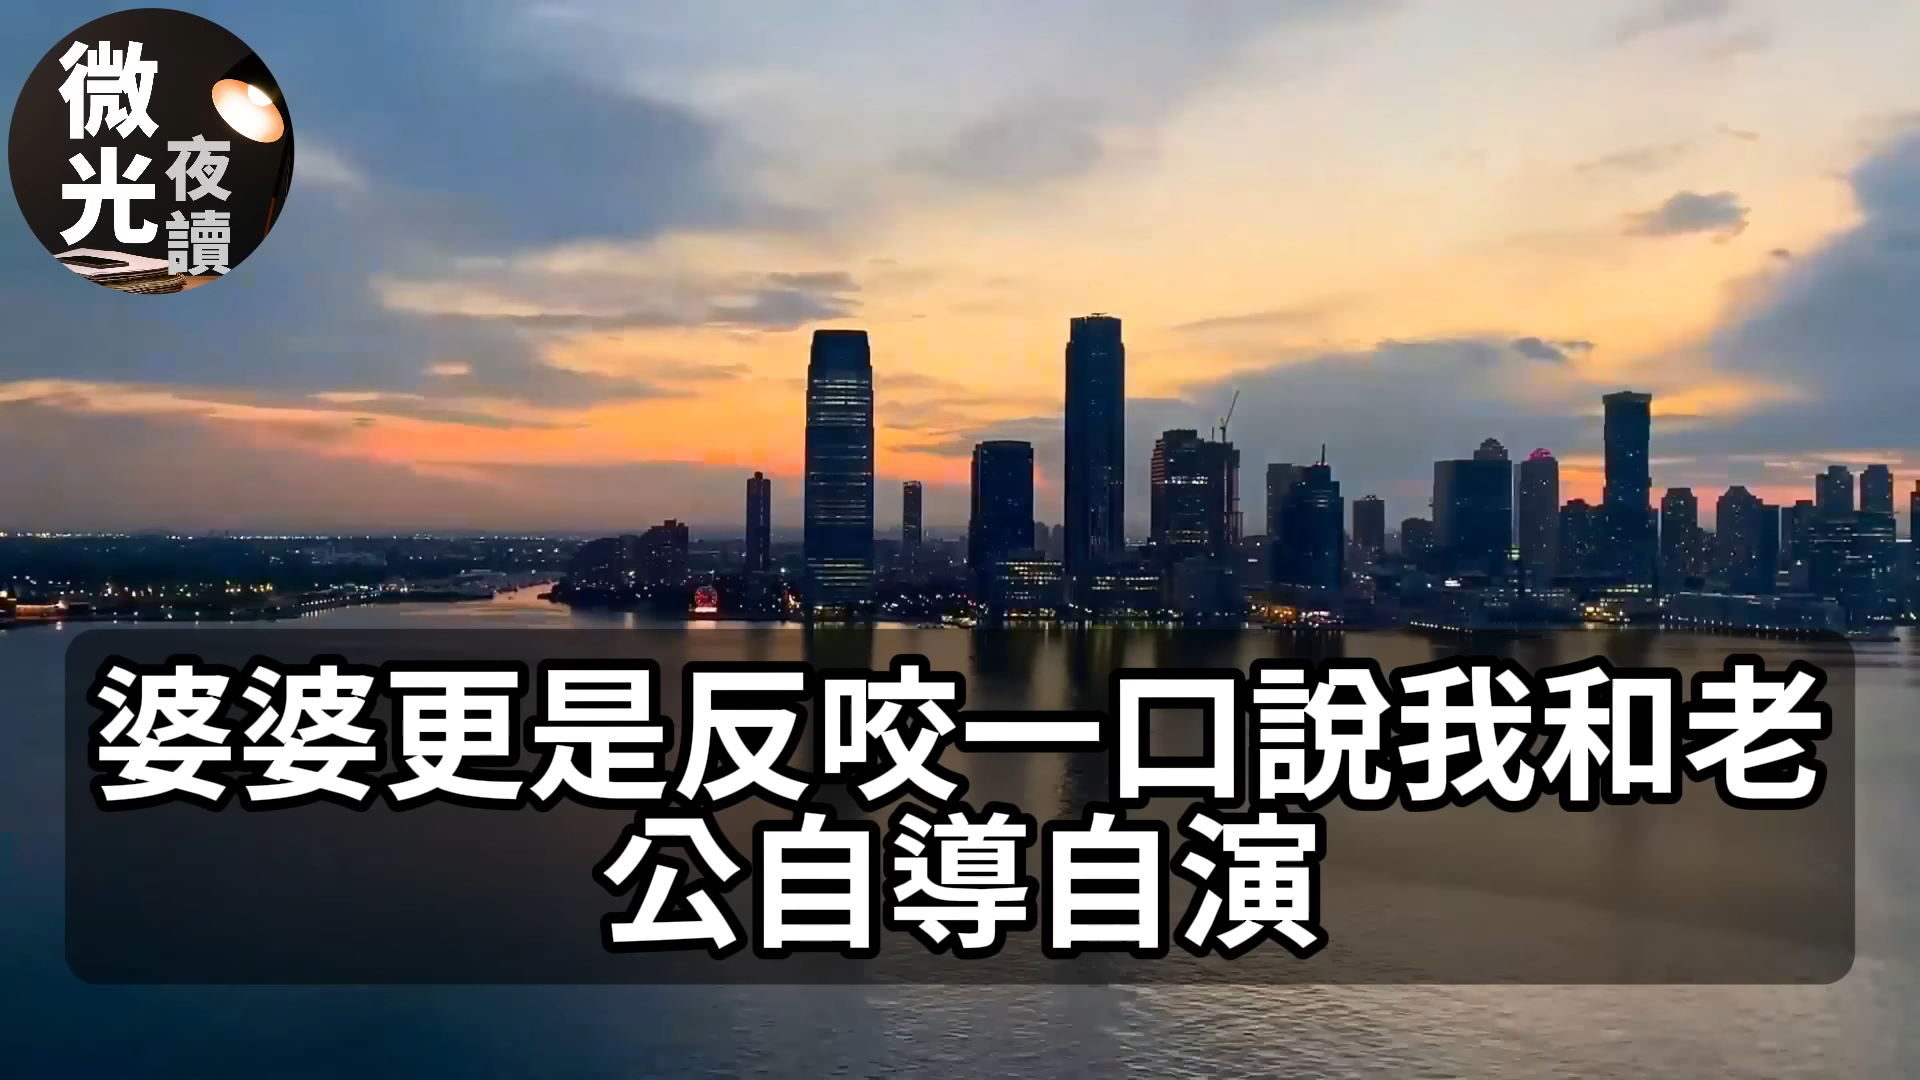 微光
夜讀
婆婆更是反咬一口說我和老
公自導自演